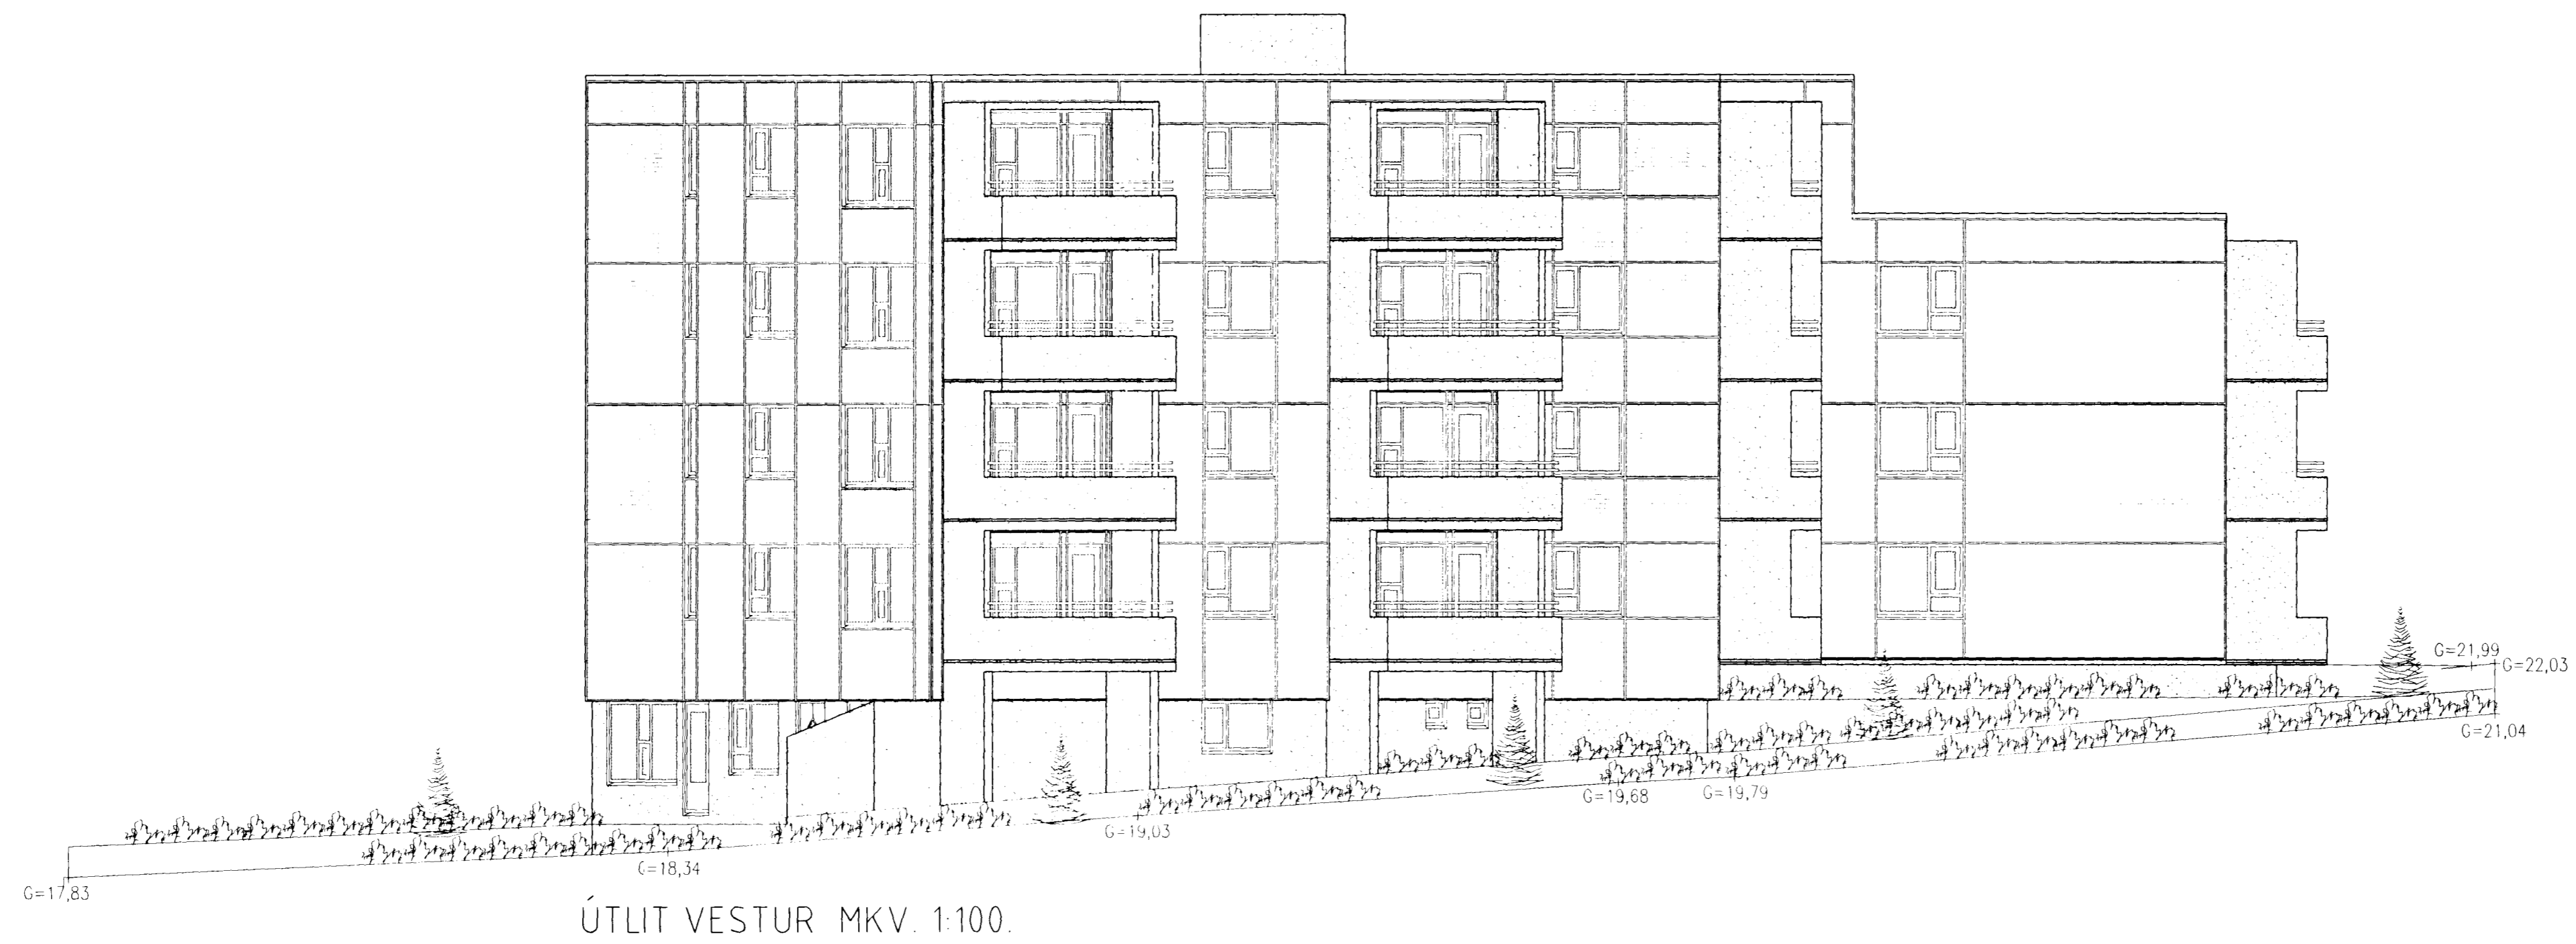 G=21,99
G=22,03
G=21,04
G=19,68
G=19,79
G=19,03
G=18,34
G=17,83
ÚTLIT VESTUR MKV. 1:100.